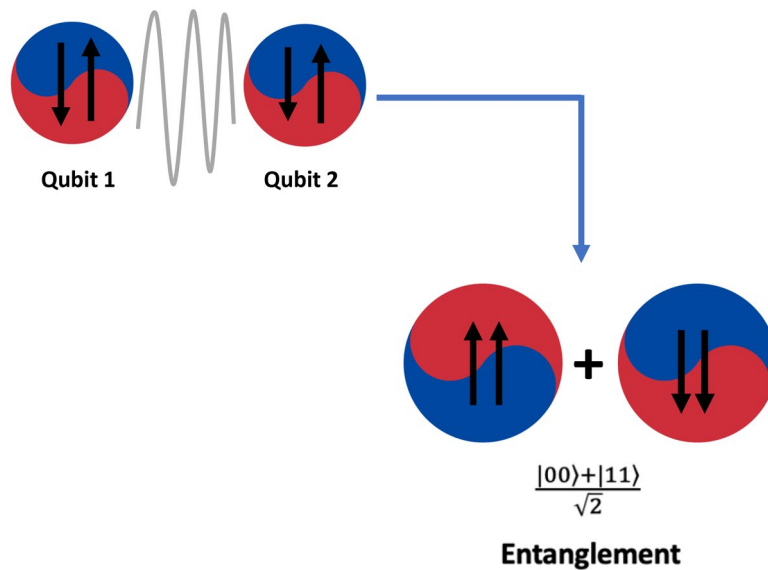 Qubit 1
Qubit 2
+
|00⟩+|11⟩
√2
Entanglement